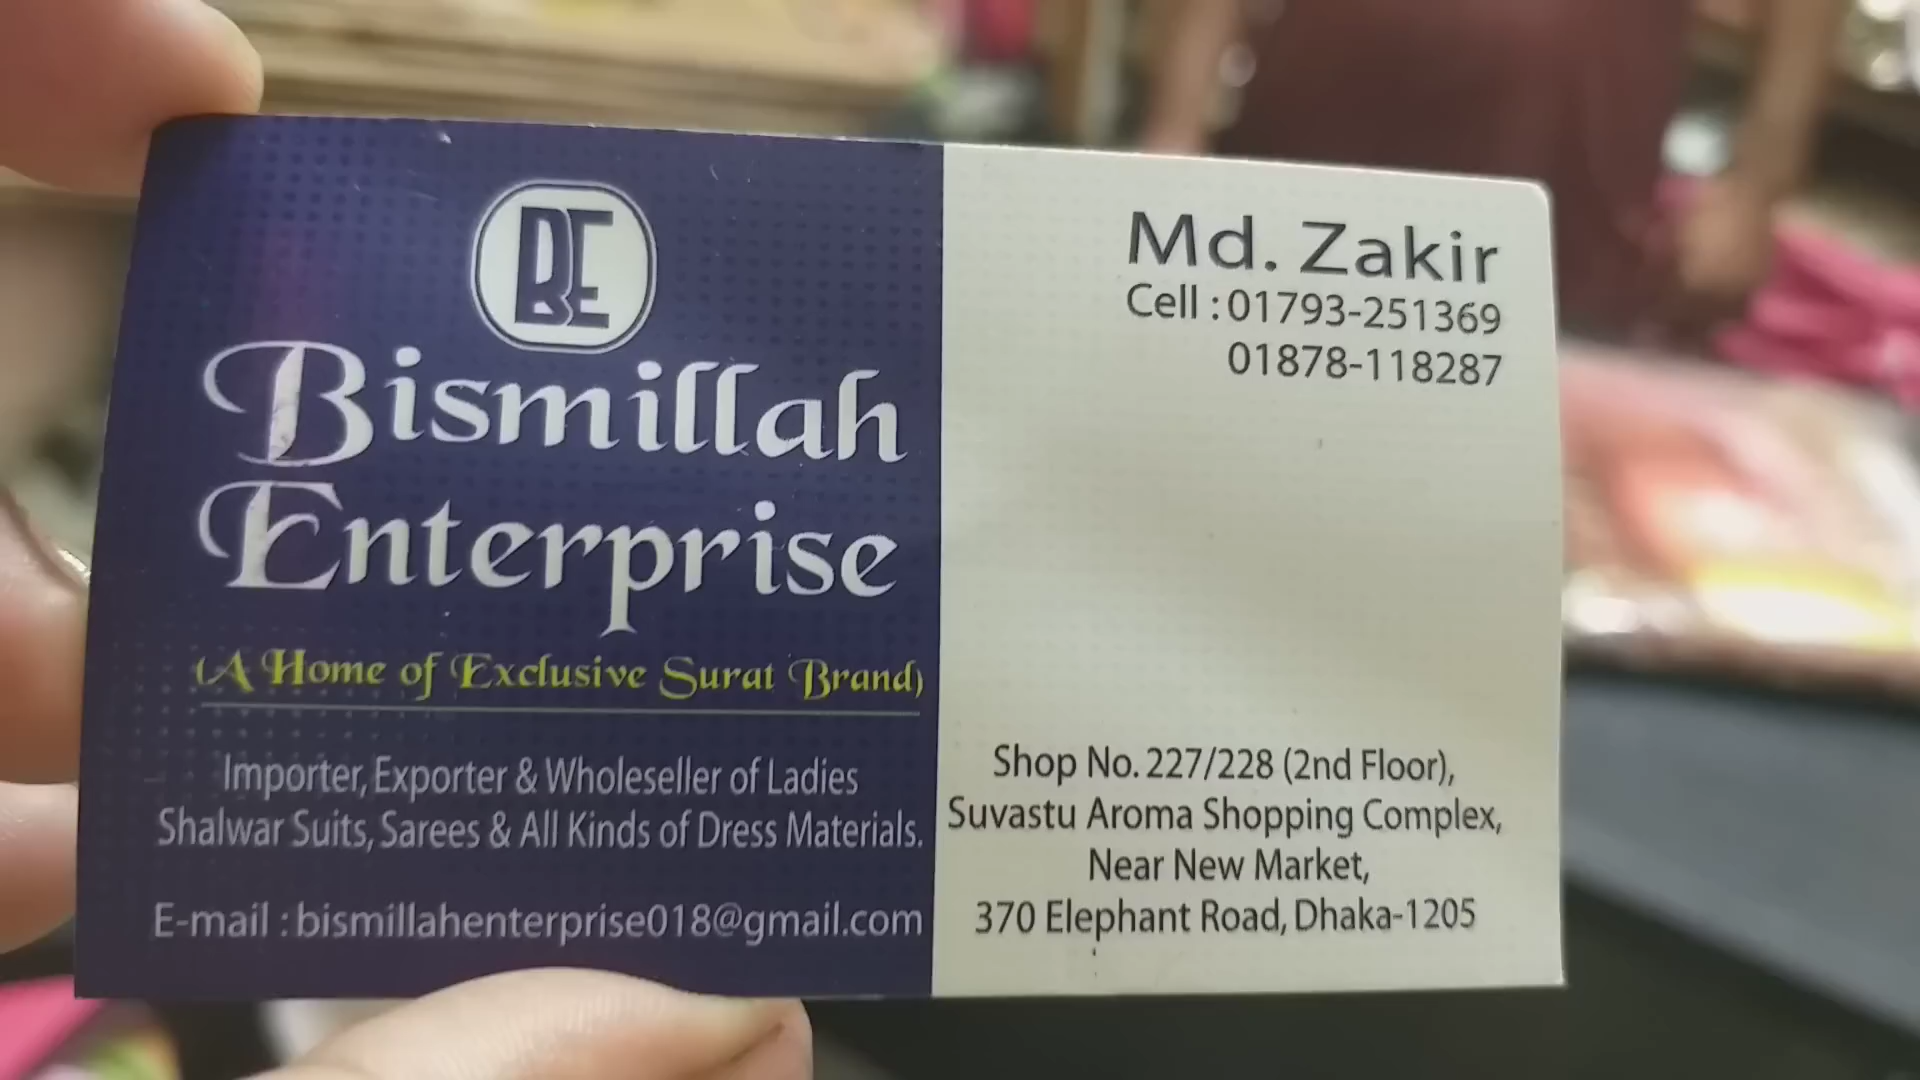 BE
Bismillah
Enterprise
(A Home of Exclusive Surat Brand)
Importer, Exporter & Wholeseller of Ladies
Shalwar Suits, Sarees & All Kinds of Dress Materials.
E-mail : bismillahenterprise018@gmail.com
Md. Zakir
Cell : 01793-251369
01878-118287
Shop No. 227/228 (2nd Floor),
Suvastu Aroma Shopping Complex,
Near New Market,
370 Elephant Road, Dhaka-1205